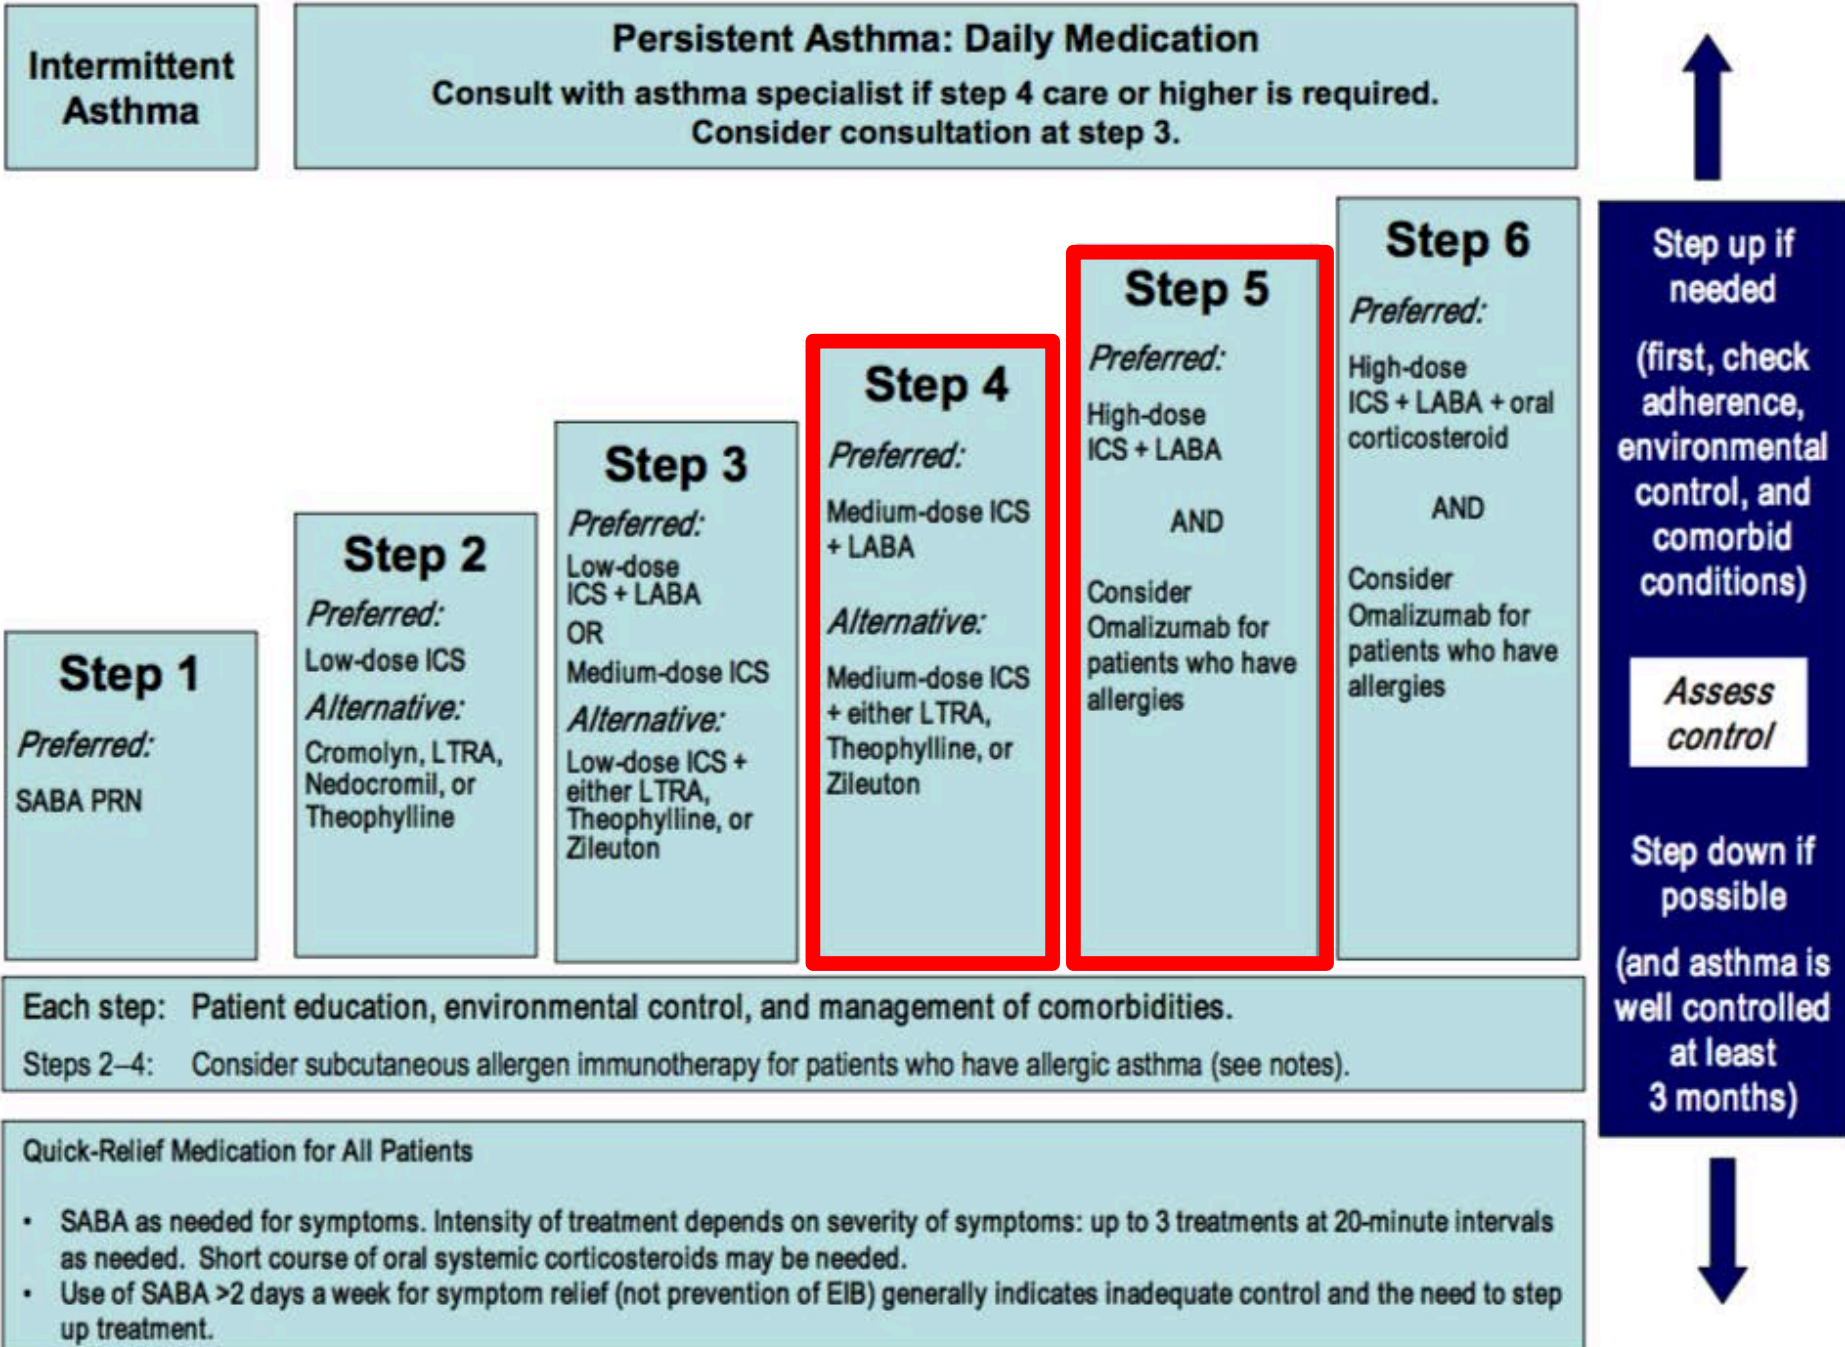 Intermittent
Asthma
Persistent Asthma: Daily Medication
Consult with asthma specialist if step 4 care or higher is required.
Consider consultation at step 3.
Step 1
Preferred:
SABA PRN
Step 2
Preferred:
Low-dose ICS
Alternative:
Cromolyn, LTRA,
Nedocromil, or
Theophylline
Step 3
Preferred:
Low-dose
ICS + LABA
OR
Medium-dose ICS
Alternative:
Low-dose ICS +
either LTRA,
Theophylline, or
Zileuton
Step 4
Preferred:
Medium-dose ICS
+ LABA
Alternative:
Medium-dose ICS
+ either LTRA,
Theophylline, or
Zileuton
Step 5
Preferred:
High-dose
ICS + LABA
AND
Consider
Omalizumab for
patients who have
allergies
Step 6
Preferred:
High-dose
ICS + LABA + oral
corticosteroid
AND
Consider
Omalizumab for
patients who have
allergies
Step up if
needed
(first, check
adherence,
environmental
control, and
comorbid
conditions)
Assess
control
Step down if
possible
(and asthma is
well controlled
at least
3 months)
Each step: Patient education, environmental control, and management of comorbidities.
Steps 2–4: Consider subcutaneous allergen immunotherapy for patients who have allergic asthma (see notes).
Quick-Relief Medication for All Patients
• SABA as needed for symptoms. Intensity of treatment depends on severity of symptoms: up to 3 treatments at 20-minute intervals
as needed. Short course of oral systemic corticosteroids may be needed.
• Use of SABA >2 days a week for symptom relief (not prevention of EIB) generally indicates inadequate control and the need to step
up treatment.